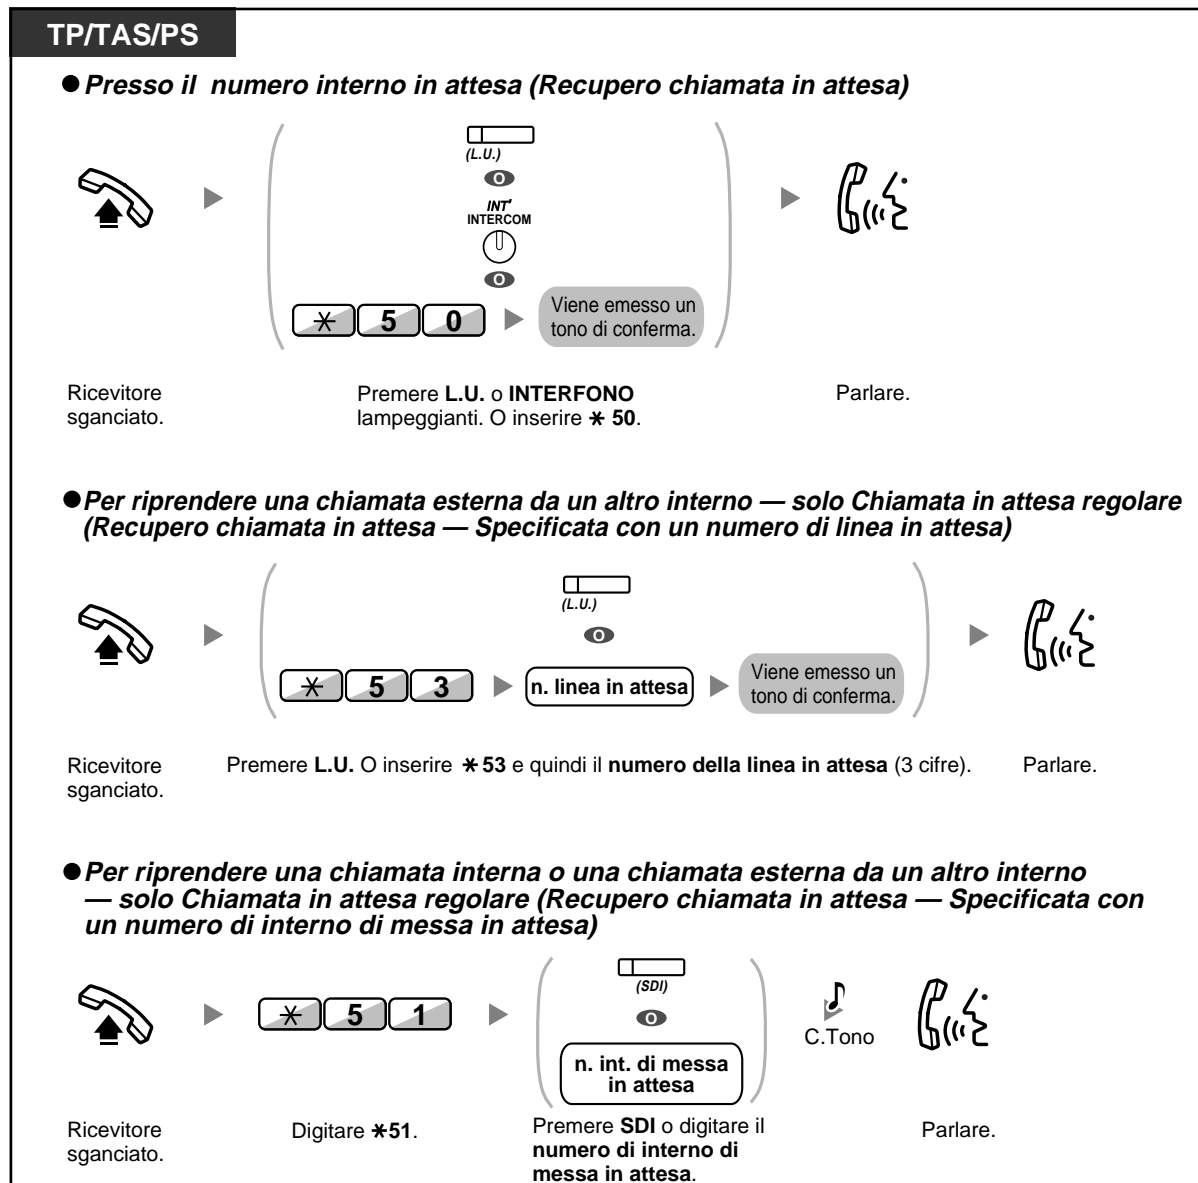 TP/TAS/PS
Presso il numero interno in attesa (Recupero chiamata in attesa)
(L.U.)
O
INT'
INTERCOM
O
* 5 0
Viene emesso un
tono di conferma.
Ricevitore
sganciato.
Premere L.U. o INTERFONO
lampeggianti. O inserire * 50.
Parlare.
Per riprendere una chiamata esterna da un altro interno — solo Chiamata in attesa regolare
(Recupero chiamata in attesa — Specificata con un numero di linea in attesa)
(L.U.)
O
* 5 3
n. linea in attesa
Viene emesso un
tono di conferma.
Ricevitore
sganciato.
Premere L.U. O inserire * 53 e quindi il numero della linea in attesa (3 cifre).
Parlare.
Per riprendere una chiamata interna o una chiamata esterna da un altro interno
— solo Chiamata in attesa regolare (Recupero chiamata in attesa — Specificata con
un numero di interno di messa in attesa)
* 5 1
(SDI)
O
n. int. di messa
in attesa
C.Tono
Ricevitore
sganciato.
Digitare *51.
Premere SDI o digitare il
numero di interno di
messa in attesa.
Parlare.